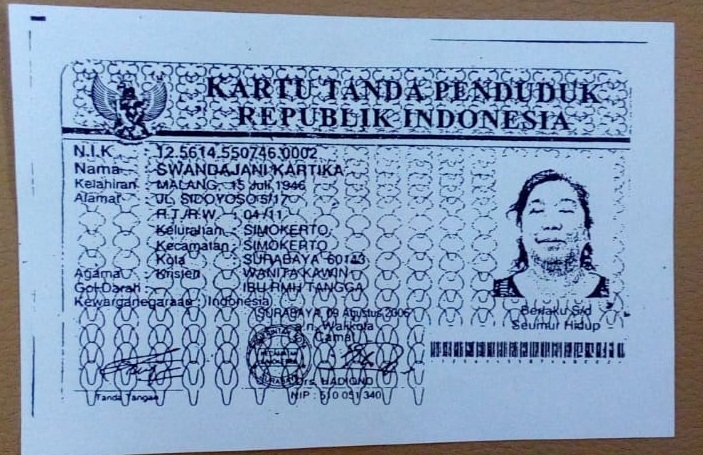 KARTU TANDA PENDUDUK
REPUBLIK INDONESIA
N.I.K : 12.5614.550746.0002
Nama : SWANDAJANI KARTIKA
Kelahiran : MALANG, 15 Juli 1946
Alamat : JL SIDOYOSO 5/17
R.T./R.W. : 04/11
Kelurahan : SIMOKERTO
Kecamatan : SIMOKERTO
Kota : SURABAYA 60143
Agama : Kristen WANITA KAWIN
Gol.Darah : IBU RMH TANGGA
Kewarganegaraan : Indonesia
SURABAYA, 09 Agustus 2006
a.n. Walikota
Camat
Drs. HADIONO
NIP : 510 051 340
Tanda Tangan
Berlaku S/d
Seumur Hidup